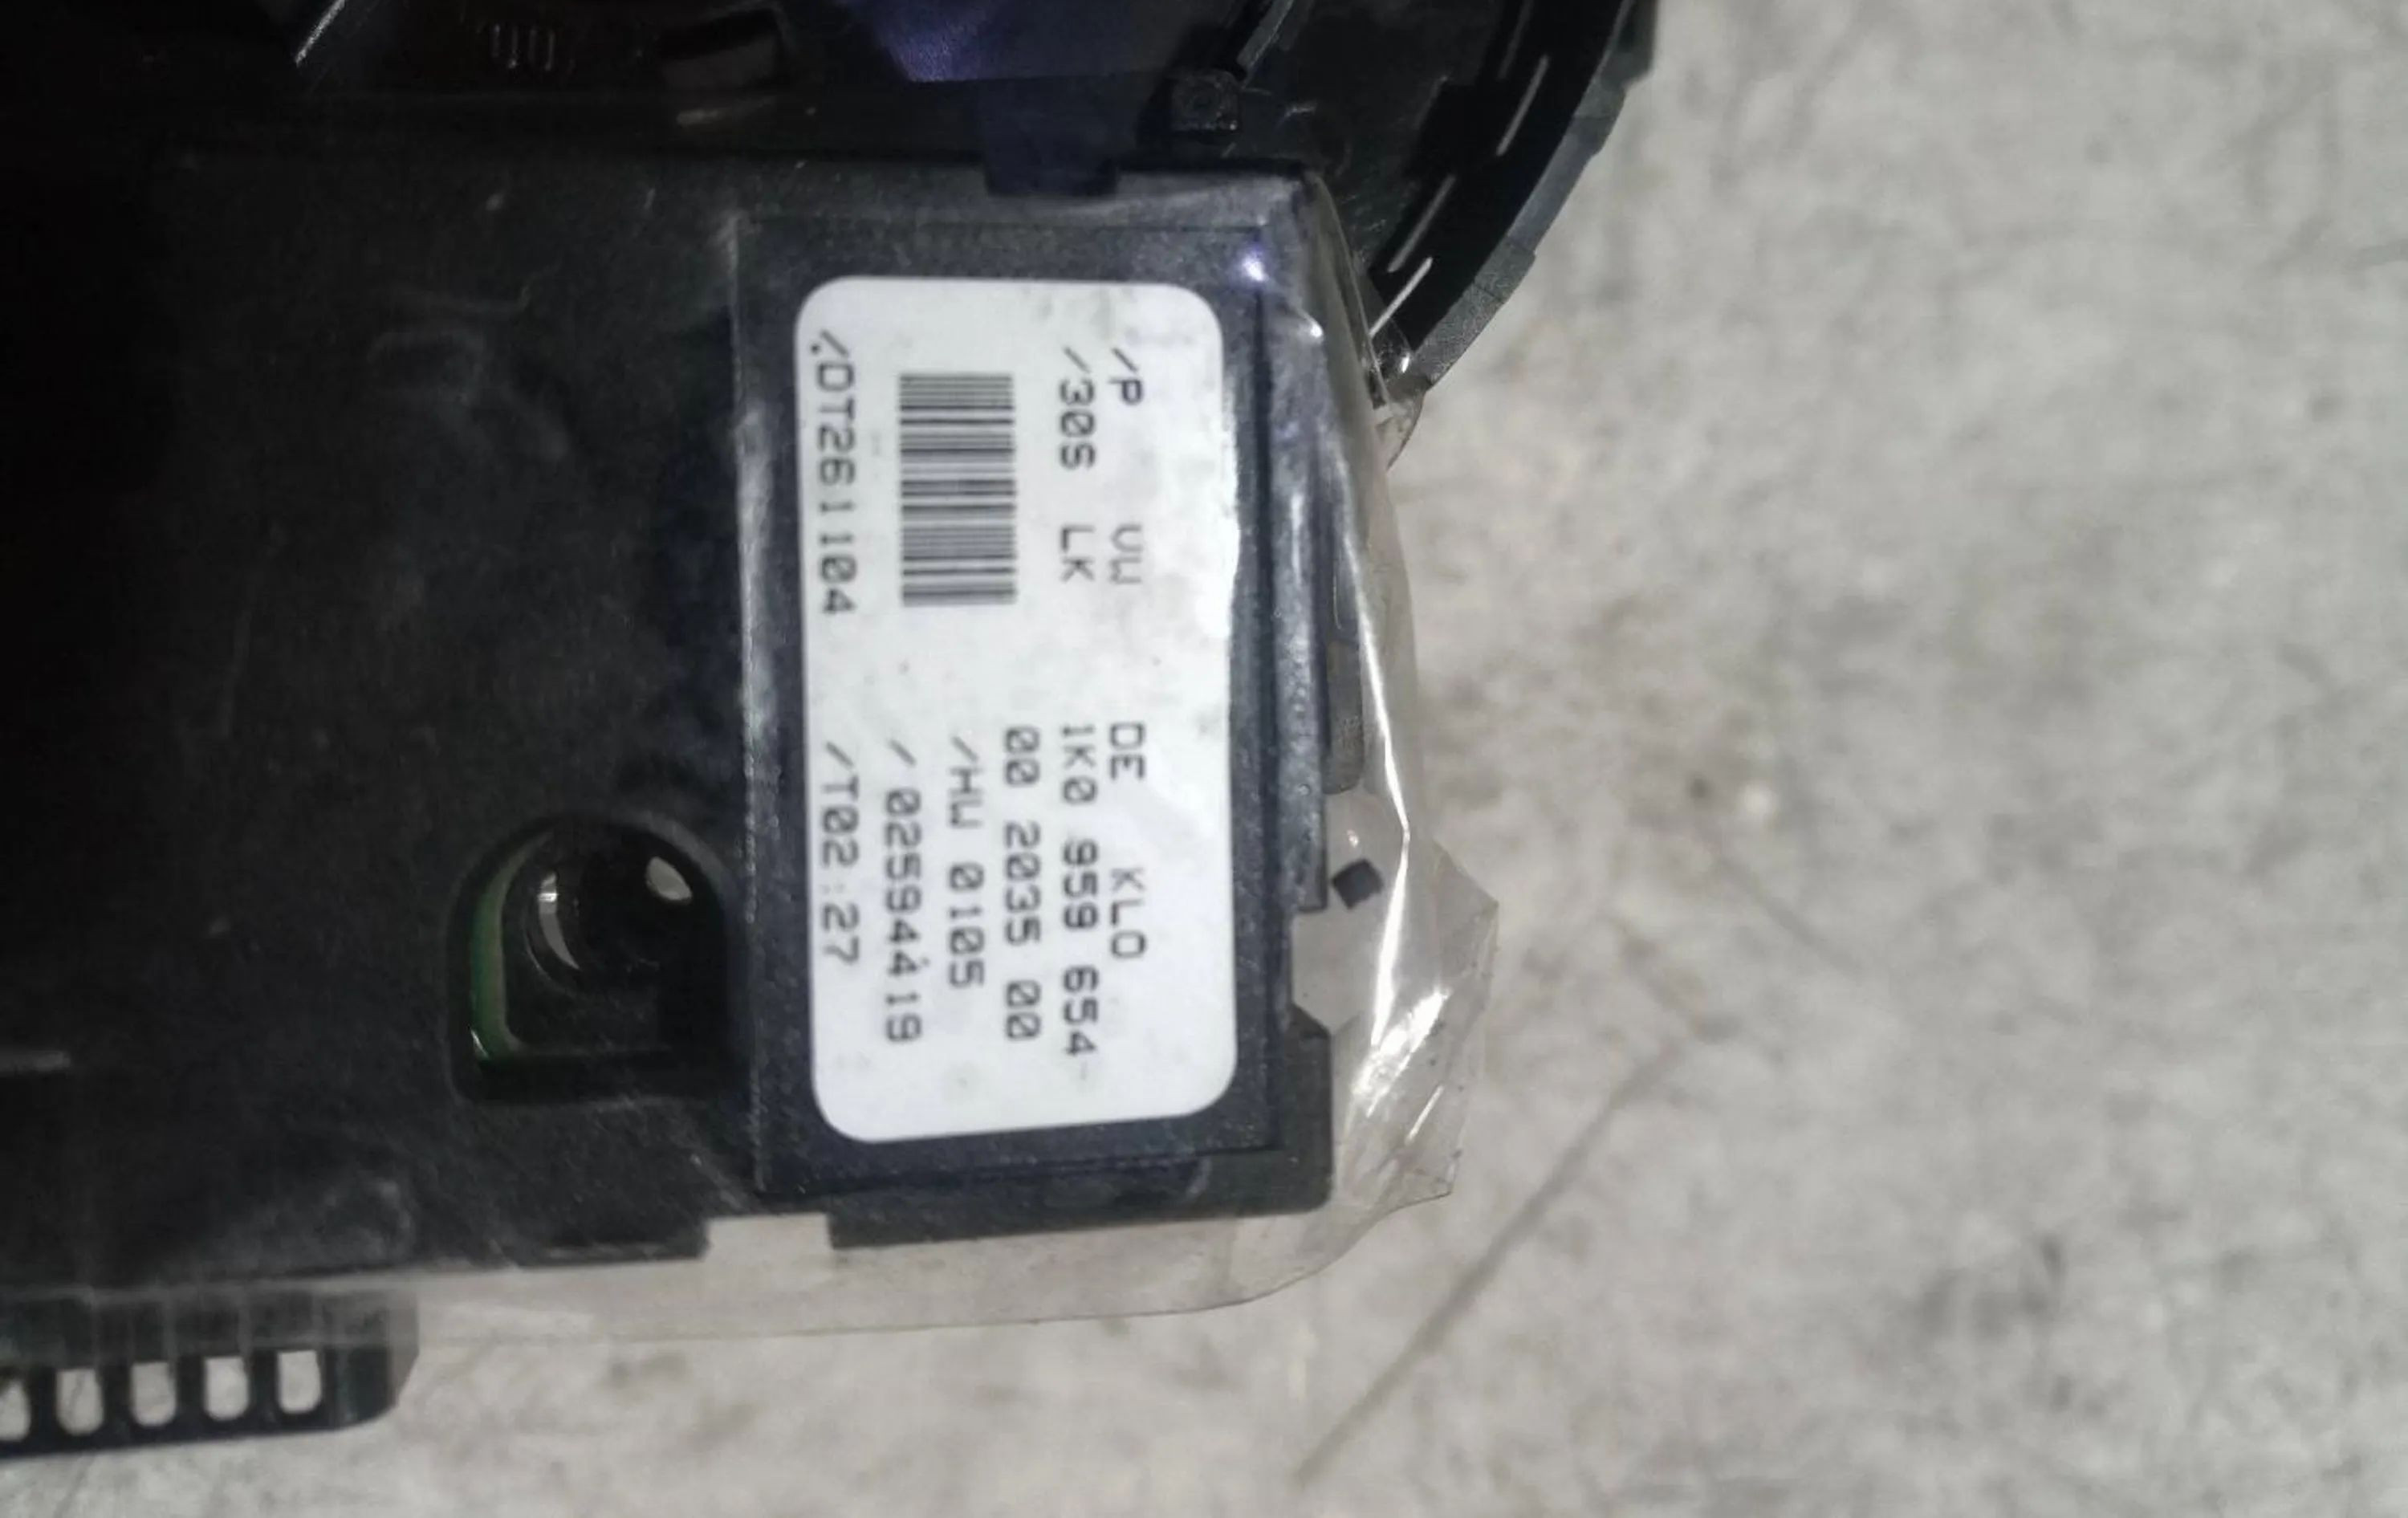 /P VW DE KLO
/30S LK 1K0 959 654
00 2035 00
/HW 0105
/ 02594419
/.DT261104 /T02:27